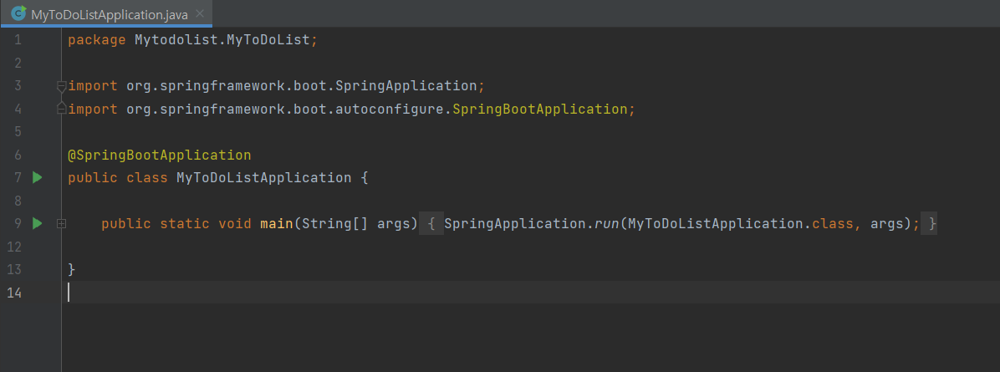 MyToDoListApplication.java
1 package Mytodolist.MyToDoList;
2
3 import org.springframework.boot.SpringApplication;
4 import org.springframework.boot.autoconfigure.SpringBootApplication;
5
6 @SpringBootApplication
7 public class MyToDoListApplication {
8
9 public static void main(String[] args) { SpringApplication.run(MyToDoListApplication.class, args); }
12
13 }
14